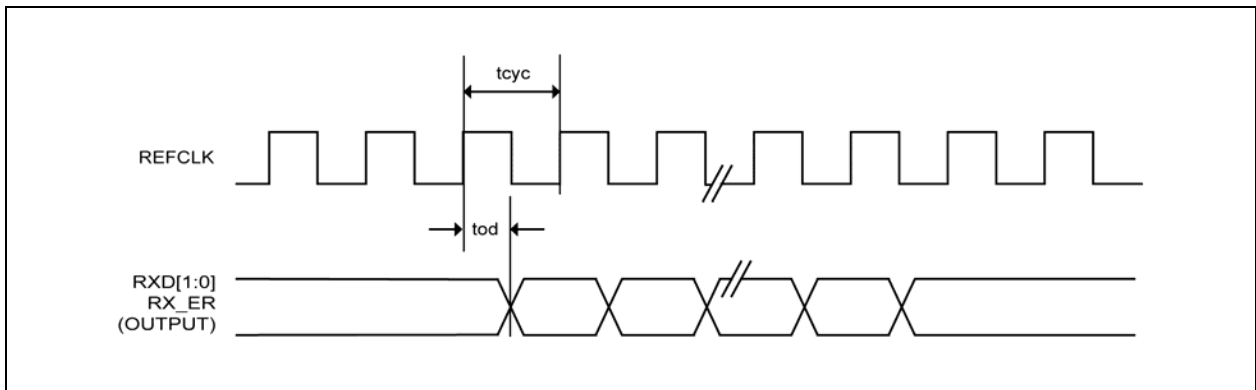 tcyc
REFCLK
tod
RXD[1:0]
RX_ER
(OUTPUT)